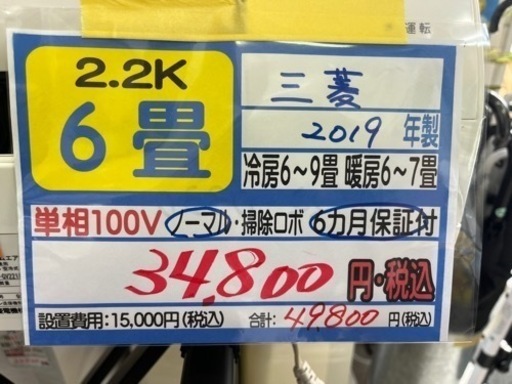 運転
2.2K
6畳
三菱
2019 年製
冷房6~9畳 暖房6~7畳
単相100V ノーマル・掃除ロボ 6カ月保証付
34,800 円・税込
設置費用:15,000円(税込) 合計:49,800 円(税込)